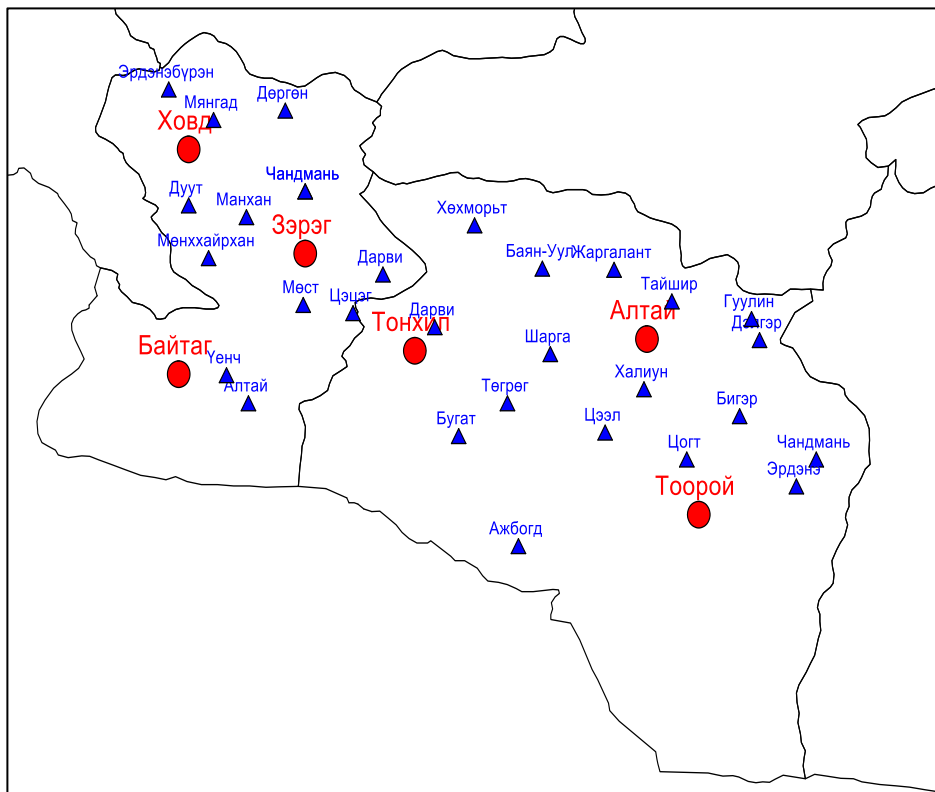 Эрдэнэбүрэн
Дөргөн
Мянгад
Ховд
Чандмань
Дуут
Манхан
Зэрэг
Хөхморьт
Мөнххайрхан
Баян-Уул
Жаргалант
Дарви
Тайшир
Мөст
Цэцэг
Гуулин
Дарви
Алтай
Дэлгэр
Тонхил
Шарга
Байтаг
Үенч
Халиун
Алтай
Төгрөг
Бигэр
Бугат
Цээл
Цогт
Чандмань
Эрдэнэ
Тоорой
Ажбогд